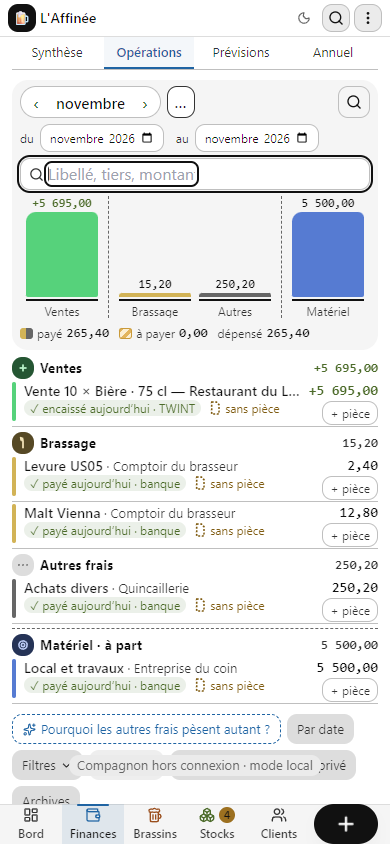 L'Affinée
Synthèse Opérations Prévisions Annuel
‹ novembre › ...
du novembre 2026 au novembre 2026
Libellé, tiers, montan
+5 695,00 5 500,00
15,20 250,20
Ventes Brassage Autres Matériel
payé 265,40 à payer 0,00 dépensé 265,40
Ventes +5 695,00
Vente 10 × Bière · 75 cl — Restaurant du L... +5 695,00
✓ encaissé aujourd'hui · TWINT sans pièce + pièce
Brassage 15,20
Levure US05 · Comptoir du brasseur 2,40
✓ payé aujourd'hui · banque sans pièce + pièce
Malt Vienna · Comptoir du brasseur 12,80
✓ payé aujourd'hui · banque sans pièce + pièce
Autres frais 250,20
Achats divers · Quincaillerie 250,20
✓ payé aujourd'hui · banque sans pièce + pièce
Matériel · à part 5 500,00
Local et travaux · Entreprise du coin 5 500,00
✓ payé aujourd'hui · banque sans pièce + pièce
Pourquoi les autres frais pèsent autant ? Par date
Filtres Compagnon hors connexion · mode local privé
Archives
Bord Finances Brassins Stocks 4 Clients +